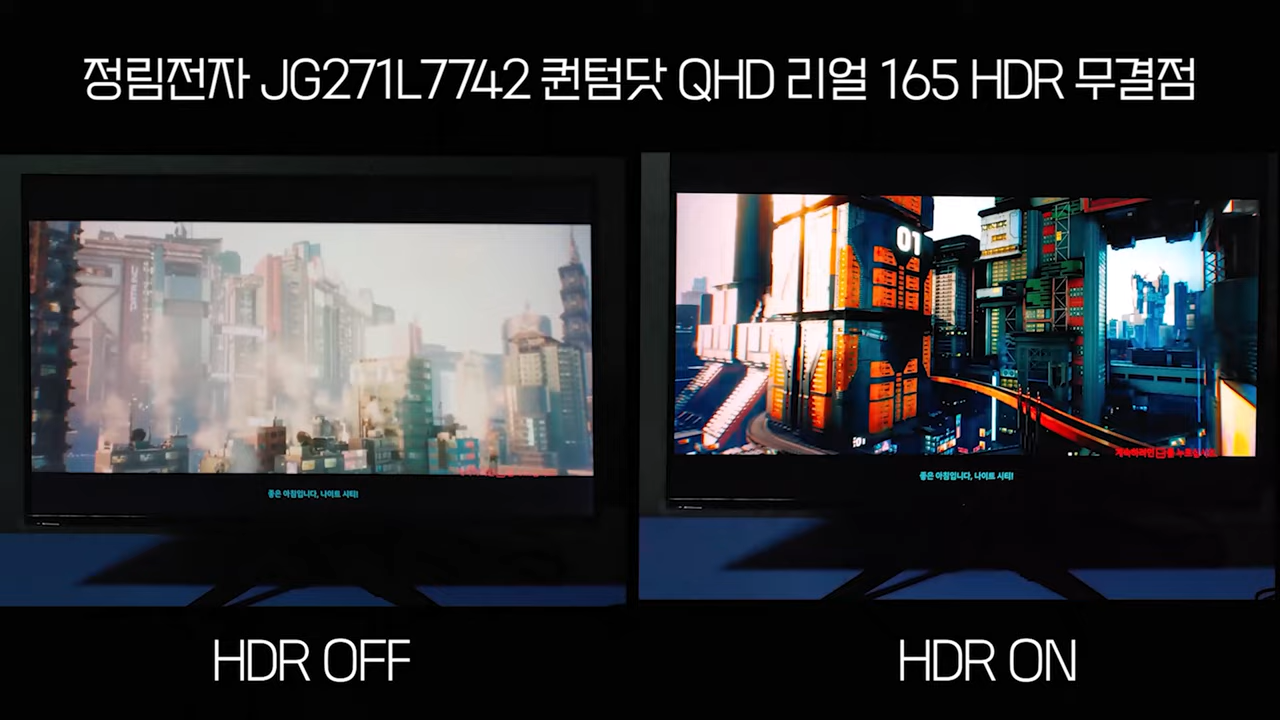 정림전자 JG271L7742 퀀텀닷 QHD 리얼 165 HDR 무결점
01
좋은 아침입니다, 나이트 시티!
좋은 아침입니다, 나이트 시티!
HDR OFF
HDR ON